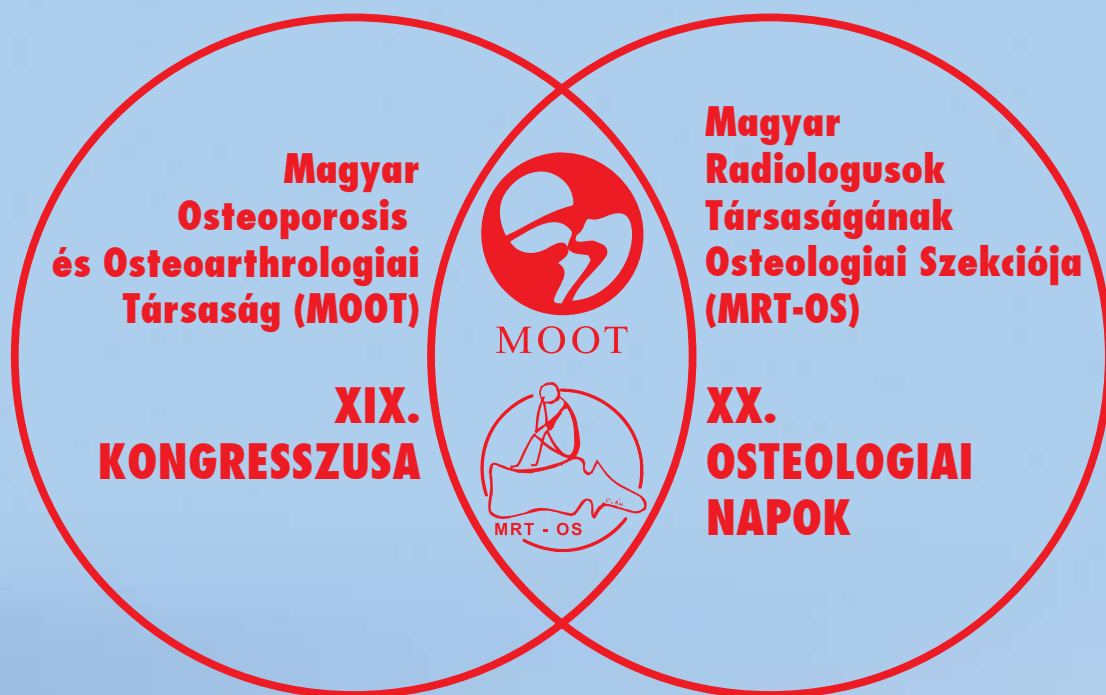 Magyar
Osteoporosis
és Osteoarthrologiai
Társaság (MOOT)
XIX.
KONGRESSZUSA
MOOT
MRT - OS
Magyar
Radiologusok
Társaságának
Osteologiai Szekciója
(MRT-OS)
XX.
OSTEOLOGIAI
NAPOK